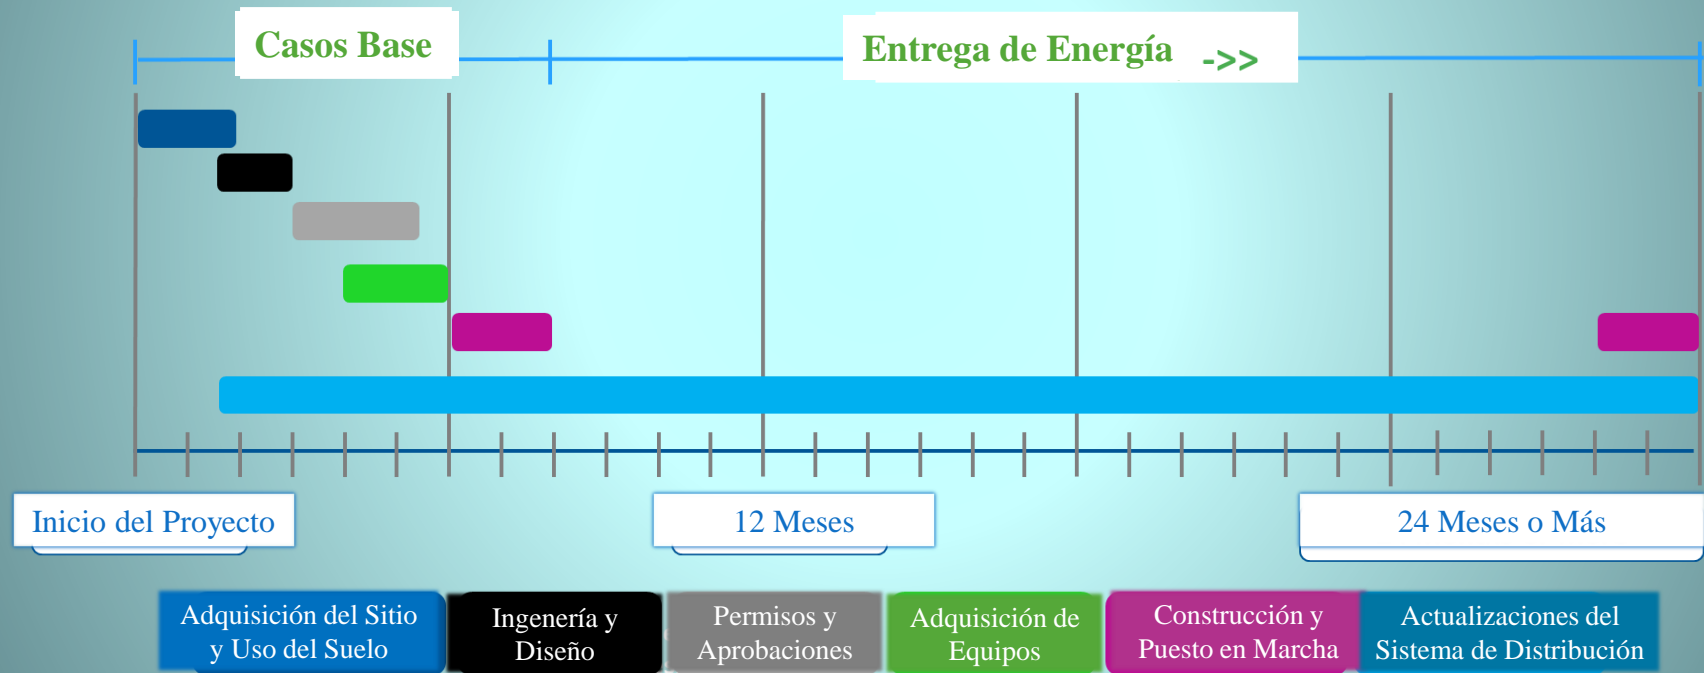 Casos Base
Entrega de Energía ->>
Inicio del Proyecto
12 Meses
24 Meses o Más
Adquisición del Sitio
y Uso del Suelo
Ingenería y
Diseño
Permisos y
Aprobaciones
Adquisición de
Equipos
Construcción y
Puesto en Marcha
Actualizaciones del
Sistema de Distribución